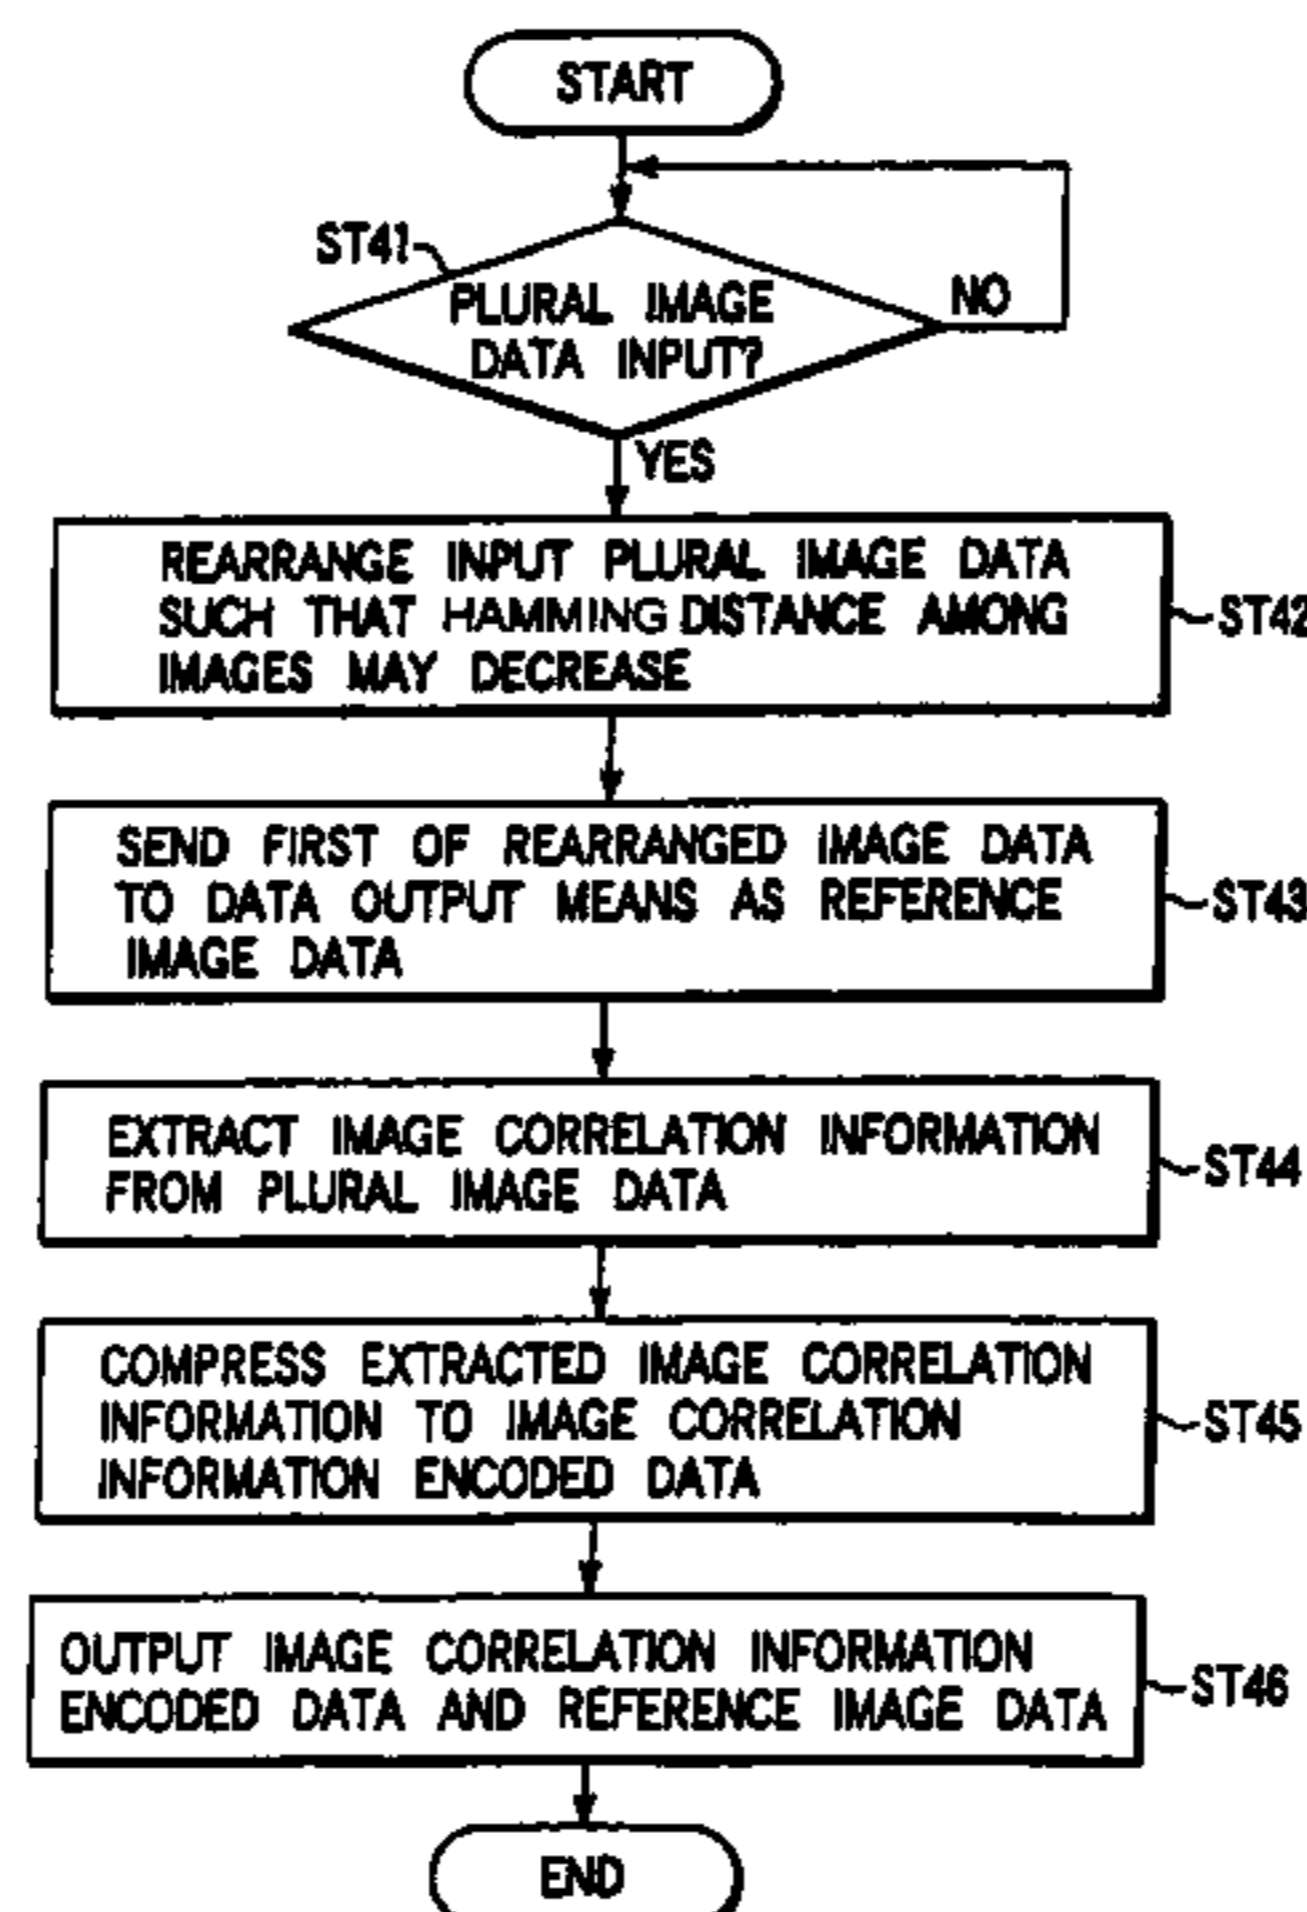 START
ST41
PLURAL IMAGE
DATA INPUT?
NO
YES
REARRANGE INPUT PLURAL IMAGE DATA
SUCH THAT HAMMING DISTANCE AMONG
IMAGES MAY DECREASE
ST42
SEND FIRST OF REARRANGED IMAGE DATA
TO DATA OUTPUT MEANS AS REFERENCE
IMAGE DATA
ST43
EXTRACT IMAGE CORRELATION INFORMATION
FROM PLURAL IMAGE DATA
ST44
COMPRESS EXTRACTED IMAGE CORRELATION
INFORMATION TO IMAGE CORRELATION
INFORMATION ENCODED DATA
ST45
OUTPUT IMAGE CORRELATION INFORMATION
ENCODED DATA AND REFERENCE IMAGE DATA
ST46
END